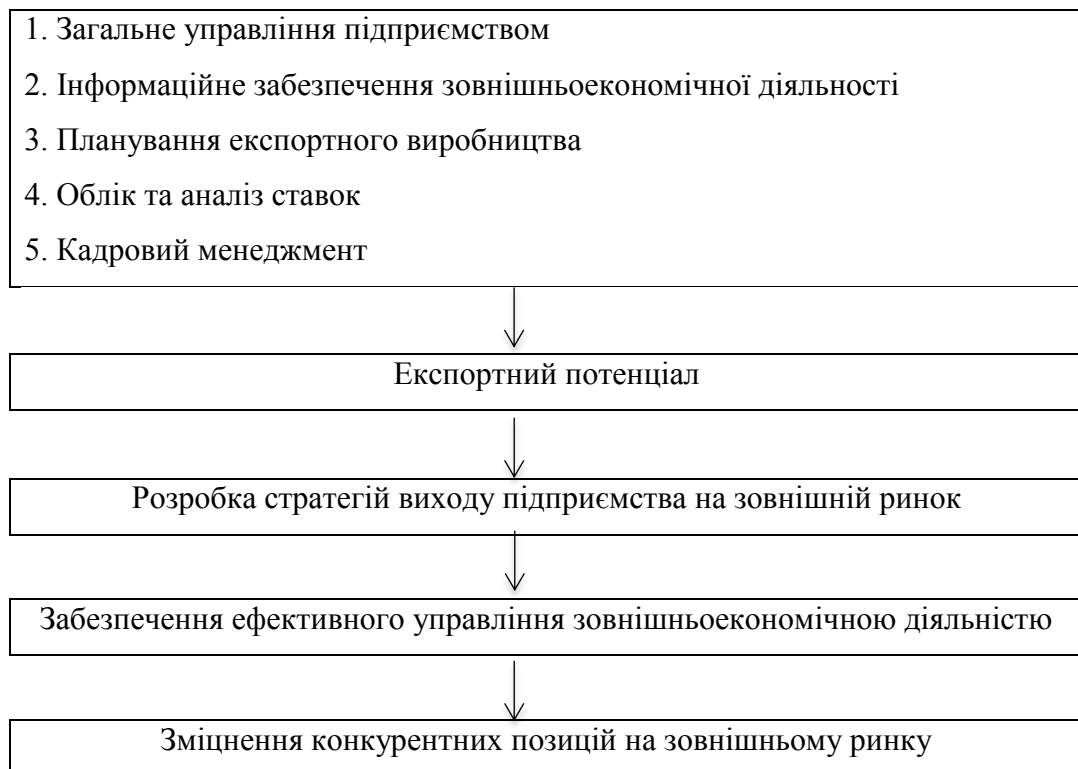 1. Загальне управління підприємством
2. Інформаційне забезпечення зовнішньоекономічної діяльності
3. Планування експортного виробництва
4. Облік та аналіз ставок
5. Кадровий менеджмент
Експортний потенціал
Розробка стратегій виходу підприємства на зовнішній ринок
Забезпечення ефективного управління зовнішньоекономічною діяльністю
Зміцнення конкурентних позицій на зовнішньому ринку